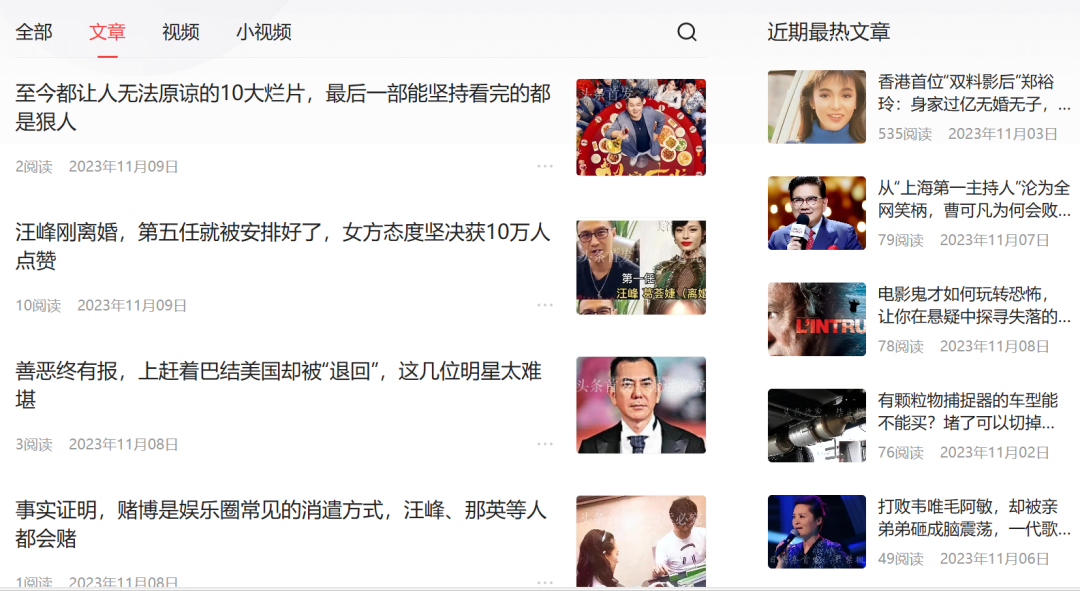 全部
文章
视频
小视频
至今都让人无法原谅的10大烂片，最后一部能坚持看完的都
是狠人
2阅读 2023年11月09日
汪峰刚离婚，第五任就被安排好了，女方态度坚决获10万人
点赞
10阅读 2023年11月09日
第一任
汪峰 葛荟婕（离婚
善恶终有报，上赶着巴结美国却被“退回”，这几位明星太难
堪
3阅读 2023年11月08日
事实证明，赌博是娱乐圈常见的消遣方式，汪峰、那英等人
都会赌
1阅读 2023年11月08日
近期最热文章
香港首位“双料影后”郑裕
玲：身家过亿无婚无子，...
535阅读 2023年11月03日
从“上海第一主持人”沦为全
网笑柄，曹可凡为何会败...
79阅读 2023年11月07日
L'INTRU
电影鬼才如何玩转恐怖，
让你在悬疑中探寻失落的...
78阅读 2023年11月08日
有颗粒物捕捉器的车型能
不能买？堵了可以切掉...
76阅读 2023年11月02日
打败韦唯毛阿敏，却被亲
弟弟砸成脑震荡，一代歌...
49阅读 2023年11月06日